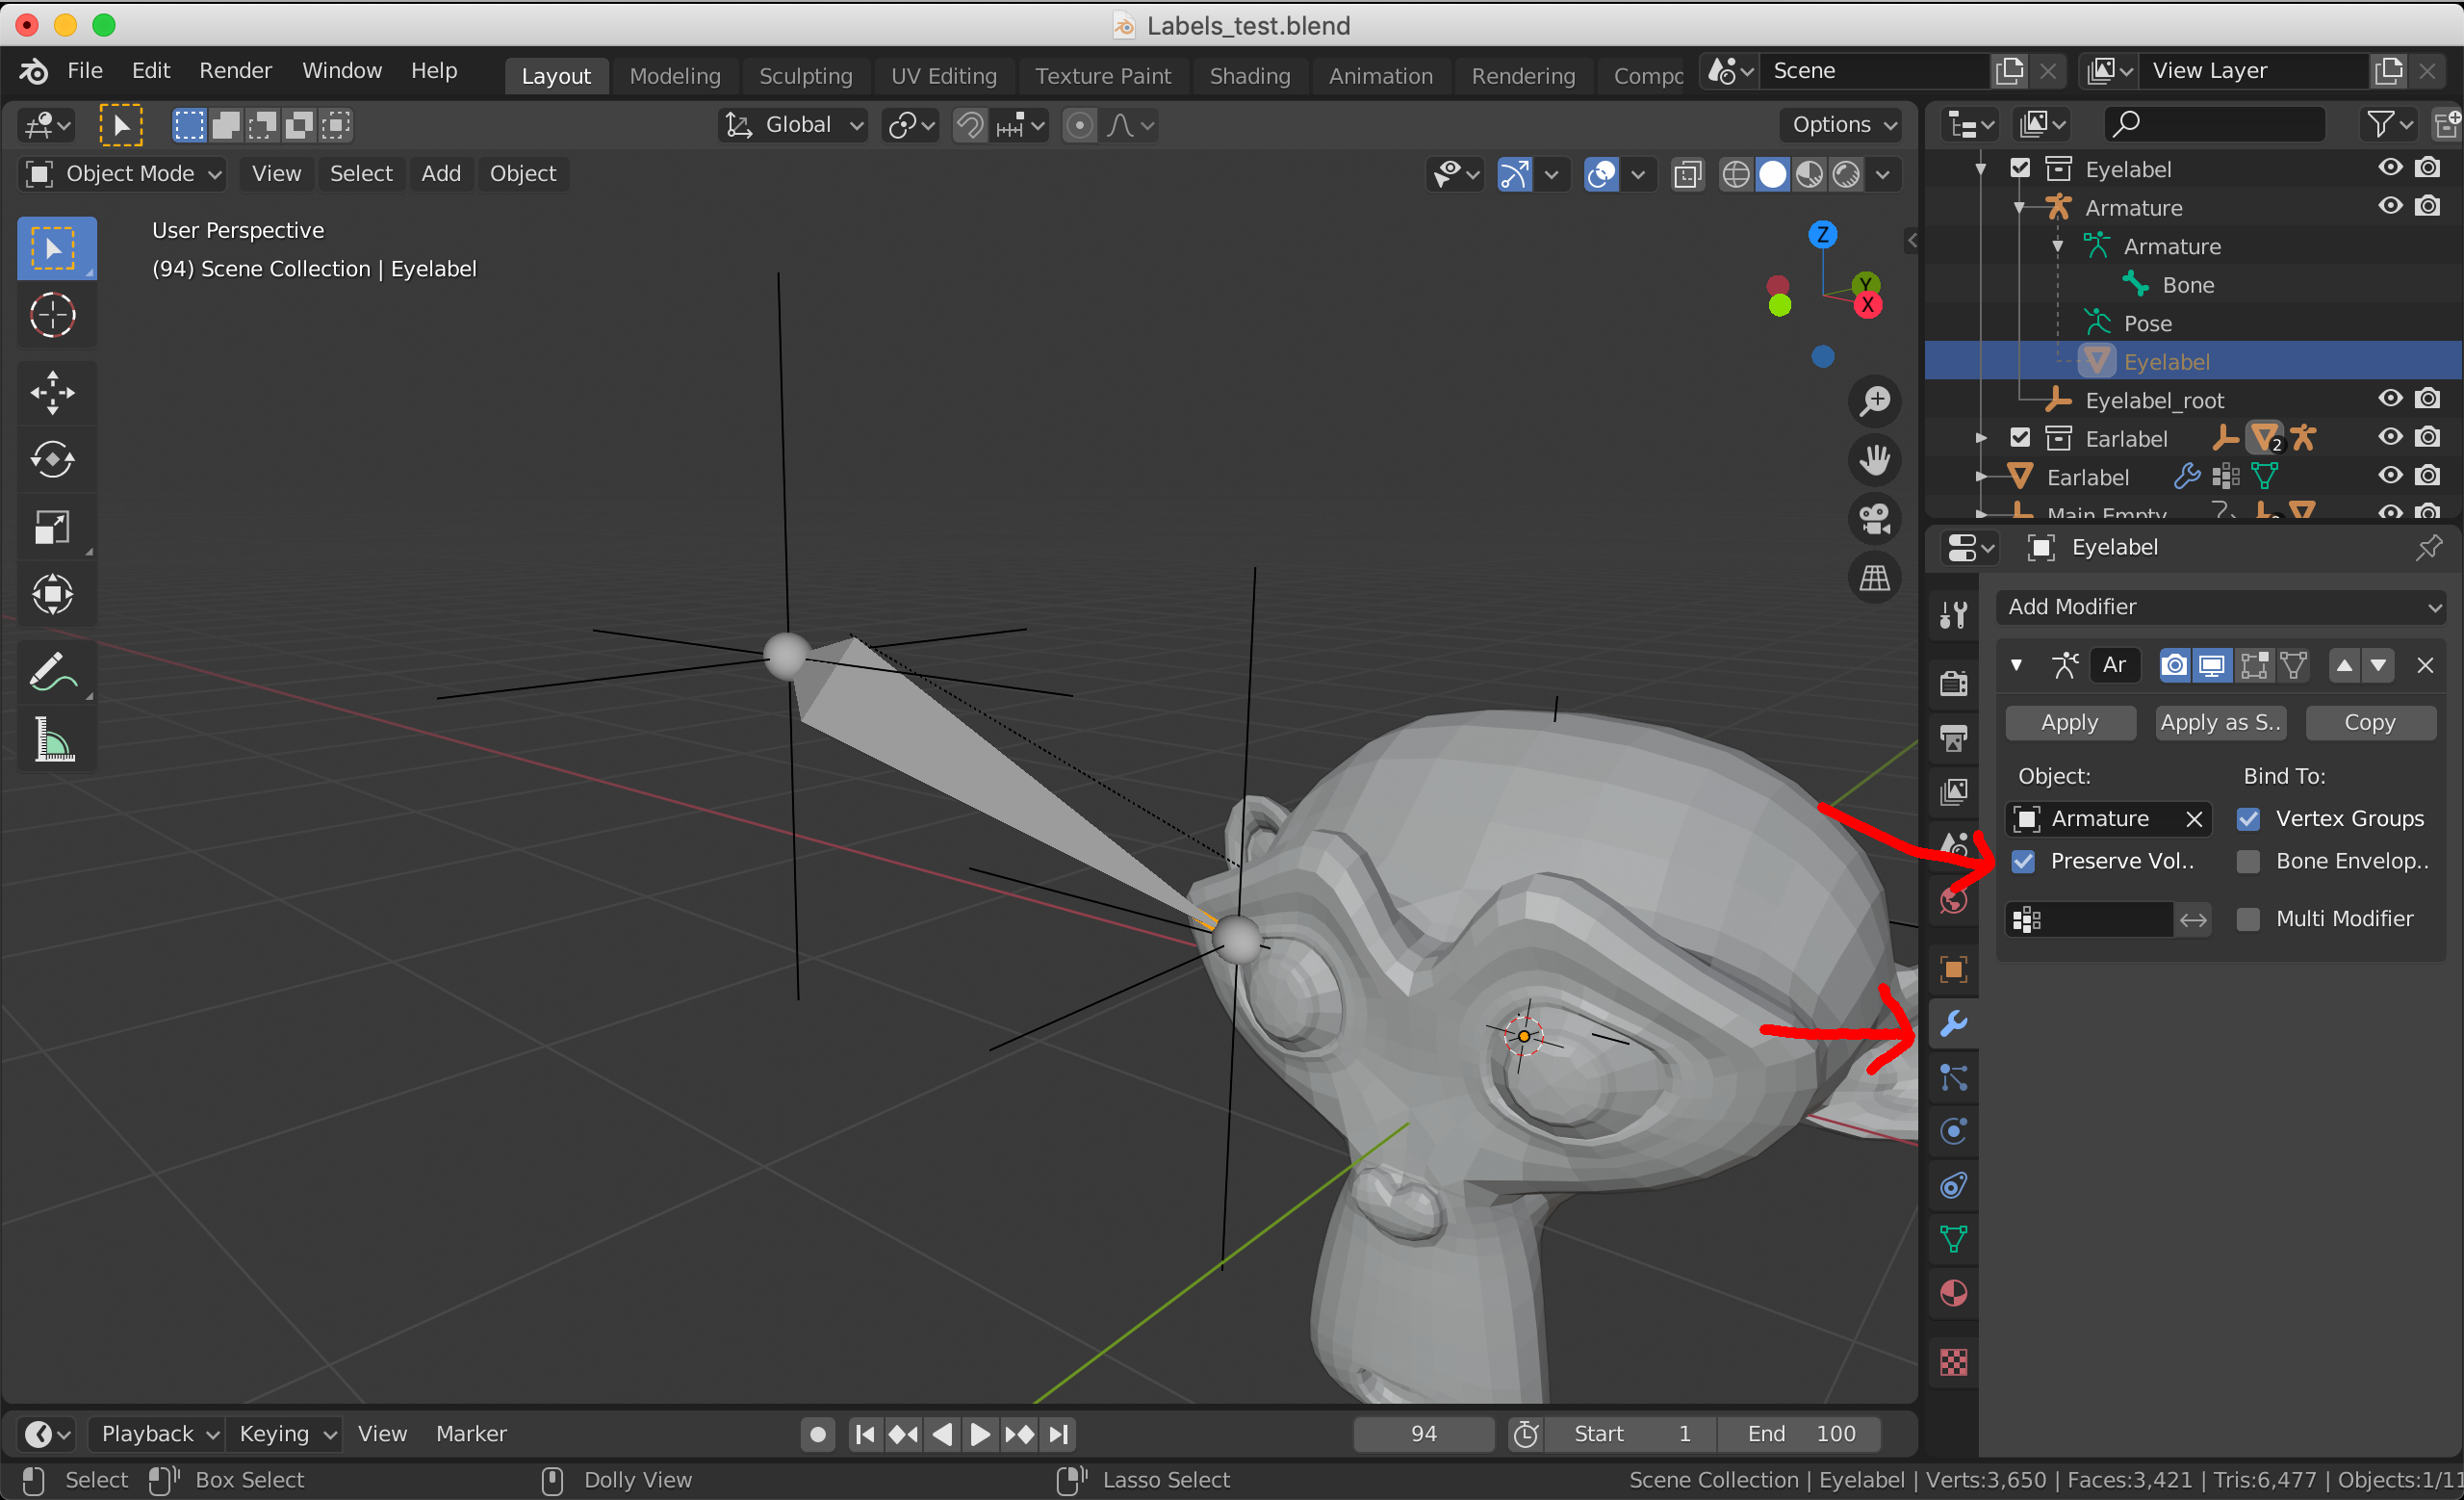 Labels_test.blend
File Edit Render Window Help Layout Modeling Sculpting UV Editing Texture Paint Shading Animation Rendering Compo Scene View Layer
Global Options
Object Mode View Select Add Object
User Perspective
(94) Scene Collection | Eyelabel
Z
Y
X
Eyelabel
Armature
Armature
Bone
Pose
Eyelabel
Eyelabel_root
Earlabel 2
Earlabel
Main Empty
Eyelabel
Add Modifier
Ar
Apply Apply as S.. Copy
Object: Bind To:
Armature Vertex Groups
Preserve Vol.. Bone Envelop..
Multi Modifier
Playback Keying View Marker 94 Start 1 End 100
Select Box Select Dolly View Lasso Select Scene Collection | Eyelabel | Verts:3,650 | Faces:3,421 | Tris:6,477 | Objects:1/11